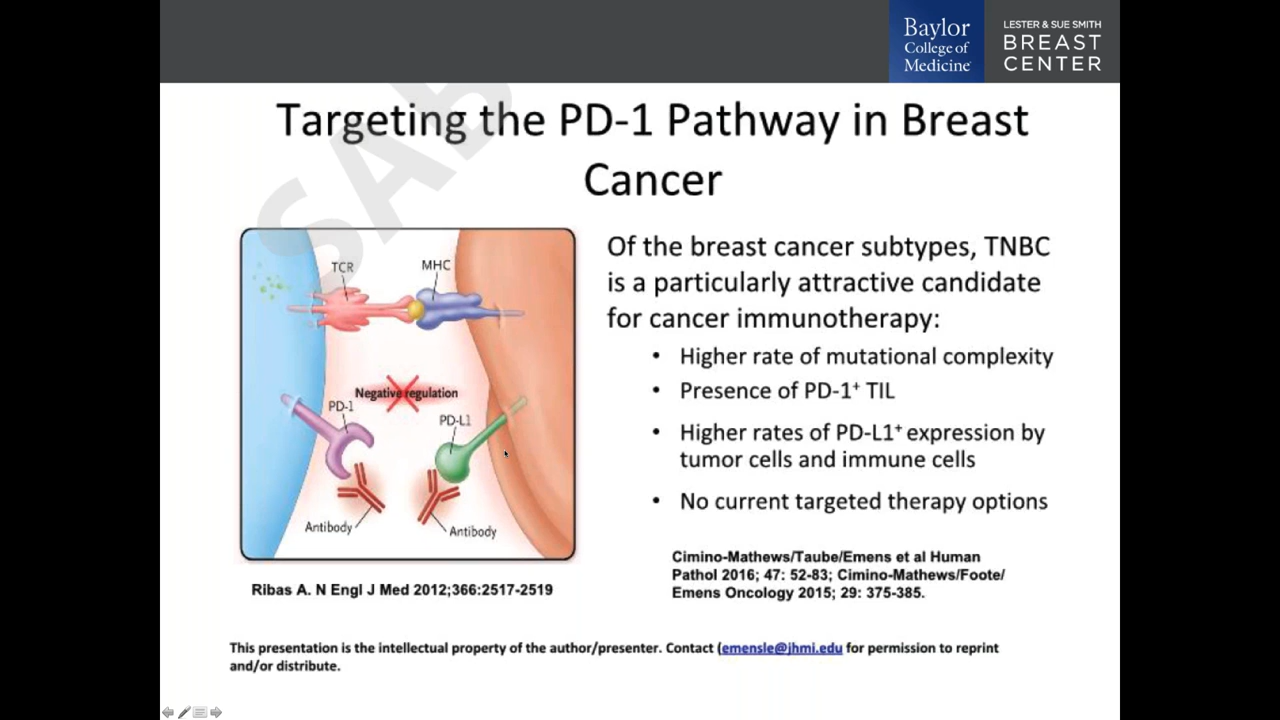 Baylor
College of
Medicine
LESTER & SUE SMITH
BREAST
CENTER
Targeting the PD-1 Pathway in Breast
Cancer
TCR
MHC
Negative regulation
PD-1
PD-L1
Antibody
Antibody
Ribas A. N Engl J Med 2012;366:2517-2519
Of the breast cancer subtypes, TNBC
is a particularly attractive candidate
for cancer immunotherapy:
• Higher rate of mutational complexity
• Presence of PD-1⁺ TIL
• Higher rates of PD-L1⁺ expression by
tumor cells and immune cells
• No current targeted therapy options
Cimino-Mathews/Taube/Emens et al Human
Pathol 2016; 47: 52-83; Cimino-Mathews/Foote/
Emens Oncology 2015; 29: 375-385.
This presentation is the intellectual property of the author/presenter. Contact (emensle@jhmi.edu for permission to reprint
and/or distribute.